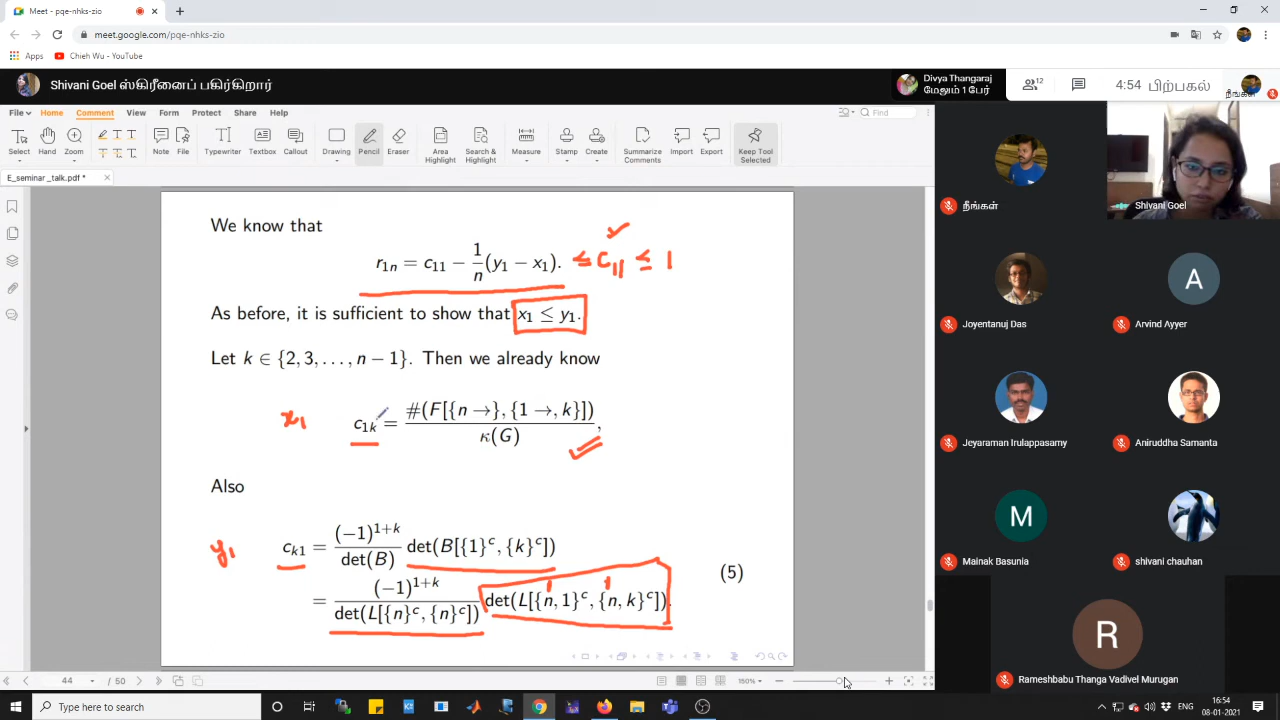 Meet - pqe-nhks-zio
meet.google.com/pqe-nhks-zio
Apps
Chieh Wu - YouTube
Shivani Goel ஸ்கிரீனைப் பகிர்கிறார்
Divya Thangaraj
மேலும் 1 பேர்
12
4:54 பிற்பகல்
நீங்கள்
File Home Comment View Form Protect Share Help
Find
Select Hand Zoom Note File Typewriter Textbox Callout Drawing Pencil Eraser Area Highlight Search & Highlight Measure Stamp Create Summarize Comments Import Export Keep Tool Selected
E_seminar _talk.pdf *
We know that
r₁ₙ = c₁₁ − 1/n (y₁ − x₁). ≤ C₁₁ ≤ 1
As before, it is sufficient to show that x₁ ≤ y₁.
Let k ∈ {2, 3, . . . , n − 1}. Then we already know
x₁ c₁ₖ = #(F[{n →}, {1 →, k}]) / κ(G),
Also
y₁ cₖ₁ = (−1)¹⁺ᵏ / det(B) det(B[{1}ᶜ, {k}ᶜ])
= (−1)¹⁺ᵏ / det(L[{n}ᶜ, {n}ᶜ]) det(L[{n, 1}ᶜ, {n, k}ᶜ]).
(5)
நீங்கள்
Shivani Goel
Joyentanuj Das
A
Arvind Ayyer
Jeyaraman Irulappasamy
Aniruddha Samanta
M
Mainak Basunia
shivani chauhan
R
Rameshbabu Thanga Vadivel Murugan
44 / 50
150%
Type here to search
ENG
16:54
08-01-2021